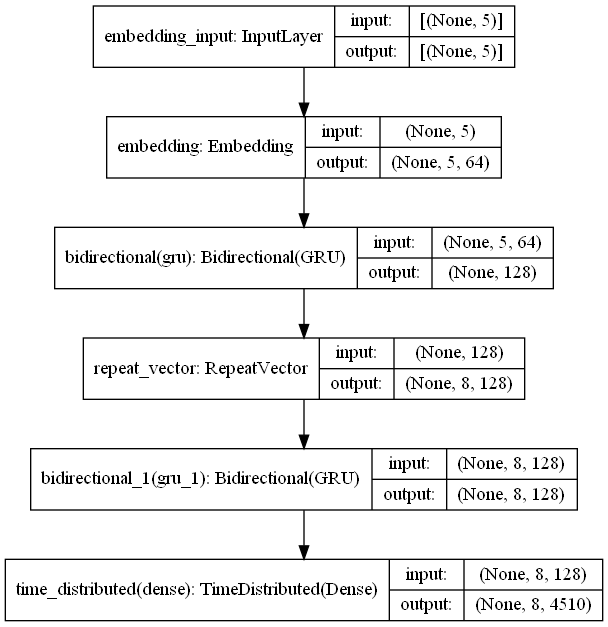 embedding_input: InputLayer
input:
[(None, 5)]
output:
[(None, 5)]
embedding: Embedding
input:
(None, 5)
output:
(None, 5, 64)
bidirectional(gru): Bidirectional(GRU)
input:
(None, 5, 64)
output:
(None, 128)
repeat_vector: RepeatVector
input:
(None, 128)
output:
(None, 8, 128)
bidirectional_1(gru_1): Bidirectional(GRU)
input:
(None, 8, 128)
output:
(None, 8, 128)
time_distributed(dense): TimeDistributed(Dense)
input:
(None, 8, 128)
output:
(None, 8, 4510)